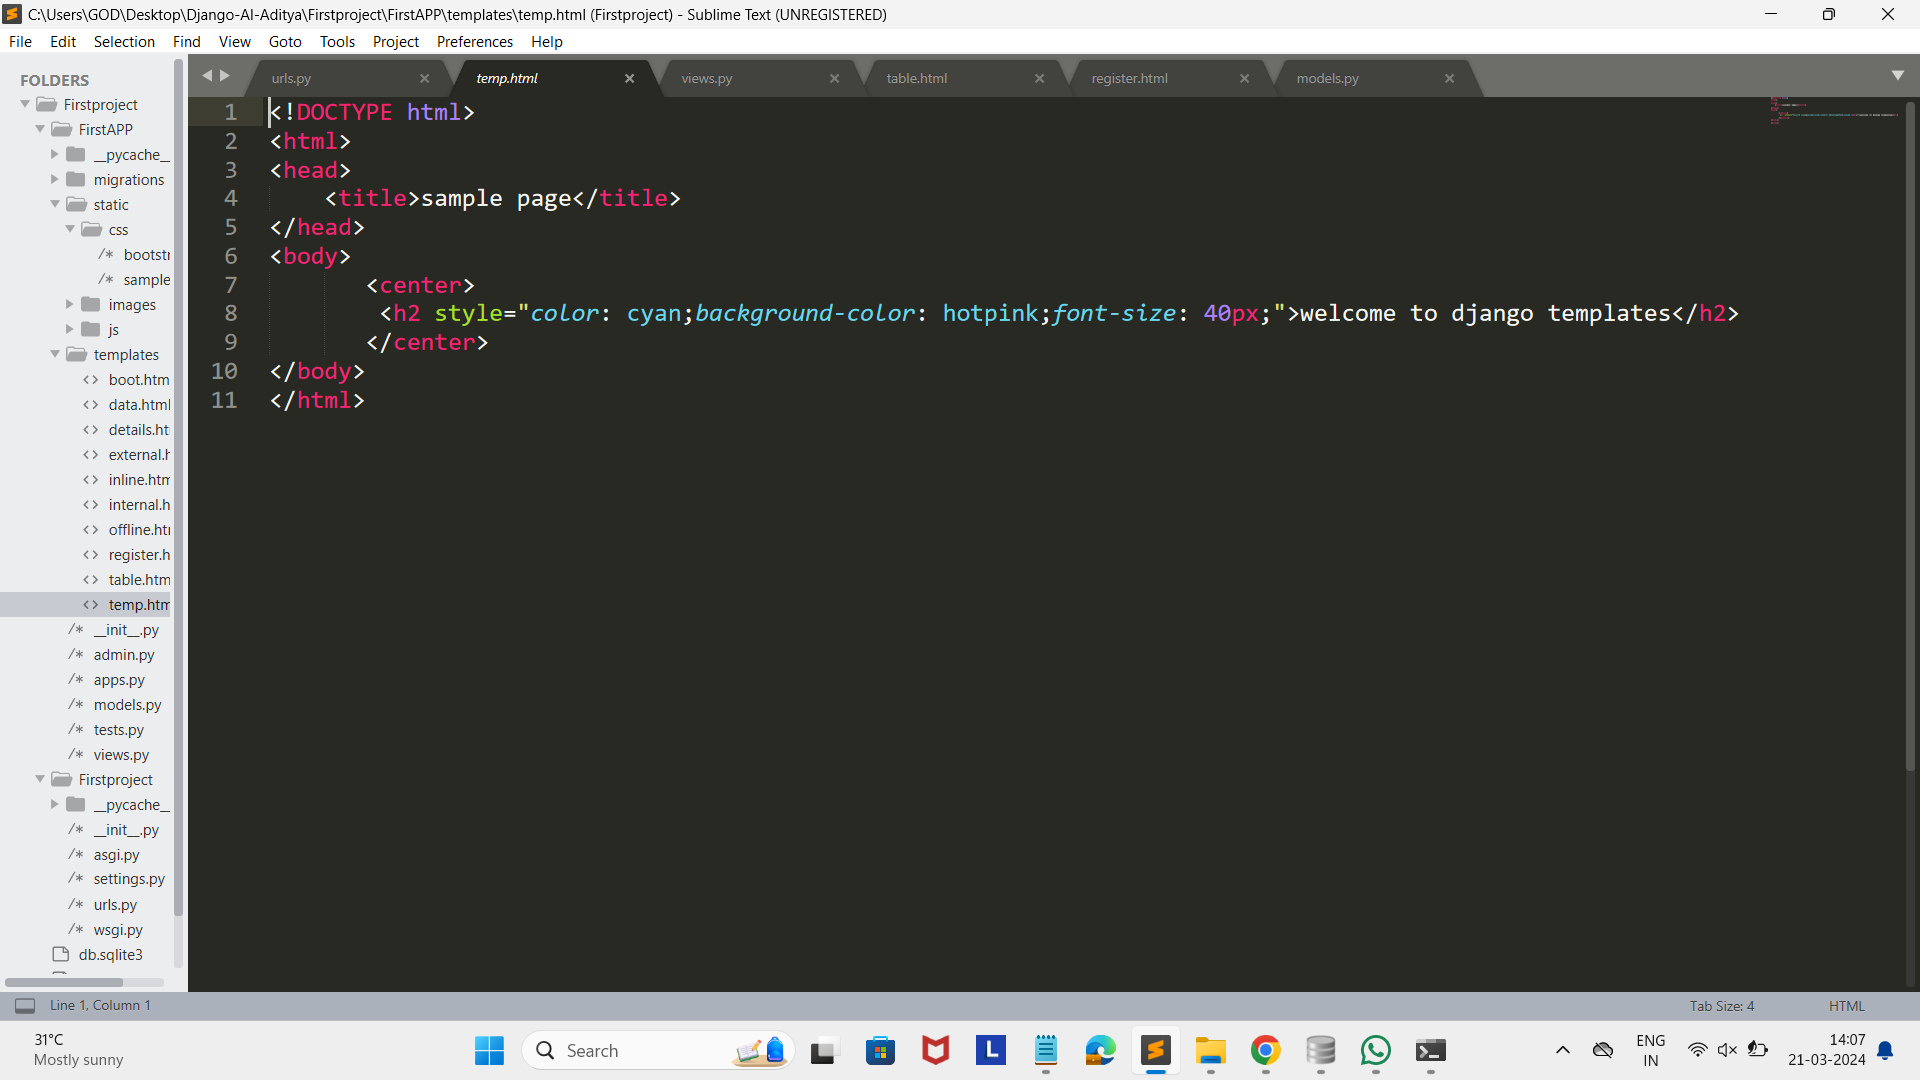 C:\Users\GOD\Desktop\Django-AI-Aditya\Firstproject\FirstAPP\templates\temp.html (Firstproject) - Sublime Text (UNREGISTERED)
File Edit Selection Find View Goto Tools Project Preferences Help
FOLDERS
Firstproject
FirstAPP
__pycache__
migrations
static
css
/* bootstr
/* sample
images
js
templates
<> boot.htm
<> data.html
<> details.ht
<> external.h
<> inline.htm
<> internal.h
<> offline.htm
<> register.h
<> table.htm
<> temp.htm
/* __init__.py
/* admin.py
/* apps.py
/* models.py
/* tests.py
/* views.py
Firstproject
__pycache__
/* __init__.py
/* asgi.py
/* settings.py
/* urls.py
/* wsgi.py
db.sqlite3
urls.py temp.html views.py table.html register.html models.py
1 <!DOCTYPE html>
2 <html>
3 <head>
4 <title>sample page</title>
5 </head>
6 <body>
7 <center>
8 <h2 style="color: cyan;background-color: hotpink;font-size: 40px;">welcome to django templates</h2>
9 </center>
10 </body>
11 </html>
Line 1, Column 1 Tab Size: 4 HTML
31°C
Mostly sunny
Search
L
ENG
IN
14:07
21-03-2024